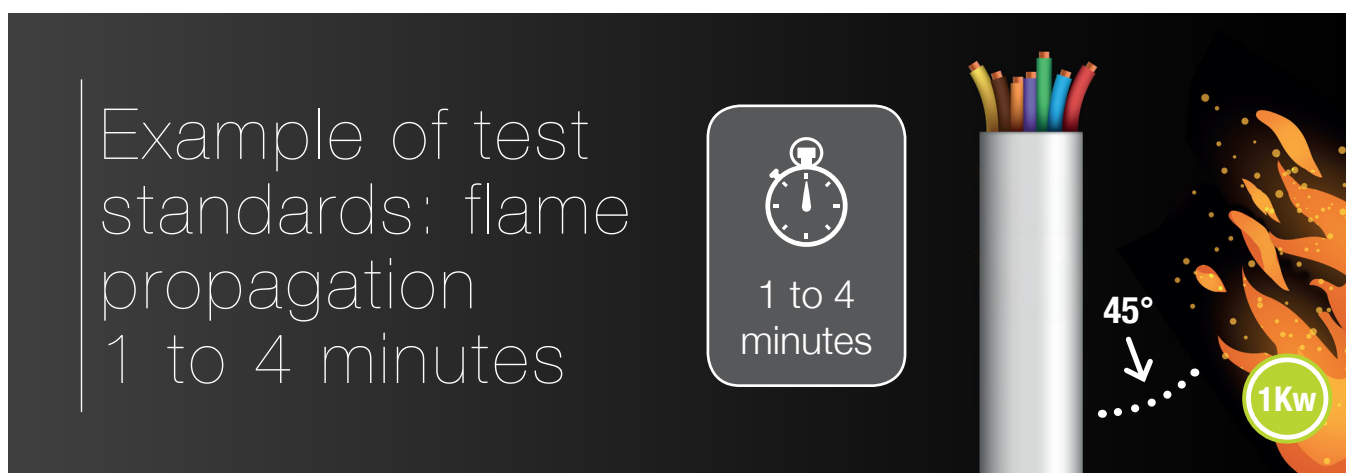 Example of test
standards: flame
propagation
1 to 4 minutes
1 to 4
minutes
45°
1Kw